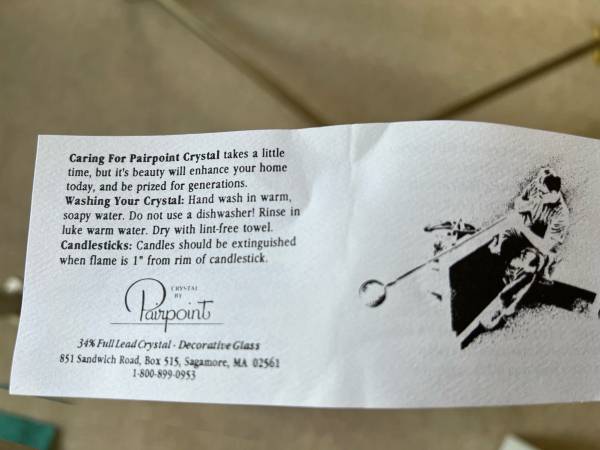 Caring For Pairpoint Crystal takes a little
time, but it's beauty will enhance your home
today, and be prized for generations.
Washing Your Crystal: Hand wash in warm,
soapy water. Do not use a dishwasher! Rinse in
luke warm water. Dry with lint-free towel.
Candlesticks: Candles should be extinguished
when flame is 1" from rim of candlestick.
CRYSTAL
BY
Pairpoint
34% Full Lead Crystal - Decorative Glass
851 Sandwich Road, Box 515, Sagamore, MA 02561
1-800-899-0953